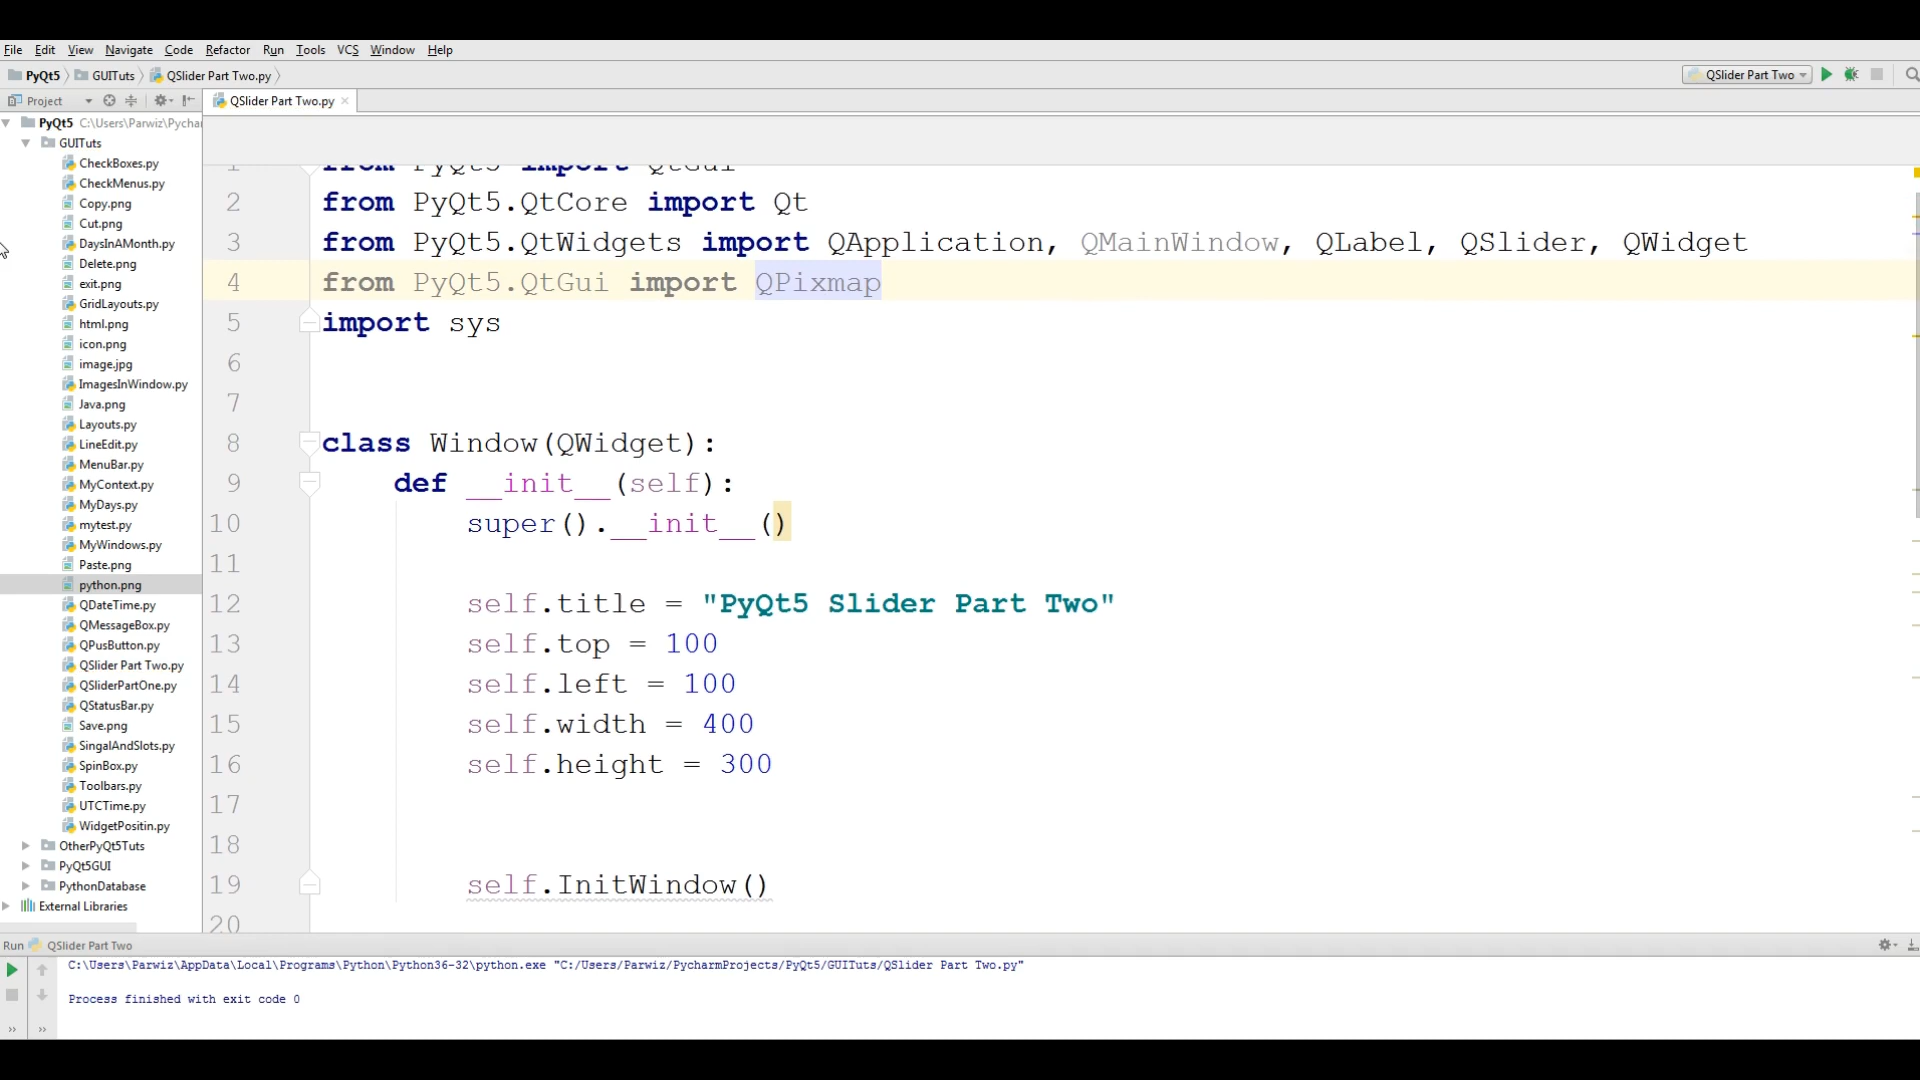 File Edit View Navigate Code Refactor Run Tools VCS Window Help
PyQt5 GUITuts QSlider Part Two.py QSlider Part Two
Project QSlider Part Two.py
PyQt5 C:\Users\Parwiz\Pychar
GUITuts
CheckBoxes.py
CheckMenus.py
Copy.png
Cut.png
DaysInAMonth.py
Delete.png
exit.png
GridLayouts.py
html.png
icon.png
image.jpg
ImagesInWindow.py
Java.png
Layouts.py
LineEdit.py
MenuBar.py
MyContext.py
MyDays.py
mytest.py
MyWindows.py
Paste.png
python.png
QDateTime.py
QMessageBox.py
QPusButton.py
QSlider Part Two.py
QSliderPartOne.py
QStatusBar.py
Save.png
SingalAndSlots.py
SpinBox.py
Toolbars.py
UTCTime.py
WidgetPositin.py
OtherPyQt5Tuts
PyQt5GUI
PythonDatabase
External Libraries
1 from PyQt5 import QtGui
2 from PyQt5.QtCore import Qt
3 from PyQt5.QtWidgets import QApplication, QMainWindow, QLabel, QSlider, QWidget
4 from PyQt5.QtGui import QPixmap
5 import sys
6
7
8 class Window(QWidget):
9 def __init__(self):
10 super().__init__()
11
12 self.title = "PyQt5 Slider Part Two"
13 self.top = 100
14 self.left = 100
15 self.width = 400
16 self.height = 300
17
18
19 self.InitWindow()
20
Run QSlider Part Two
C:\Users\Parwiz\AppData\Local\Programs\Python\Python36-32\python.exe "C:/Users/Parwiz/PycharmProjects/PyQt5/GUITuts/QSlider Part Two.py"
Process finished with exit code 0